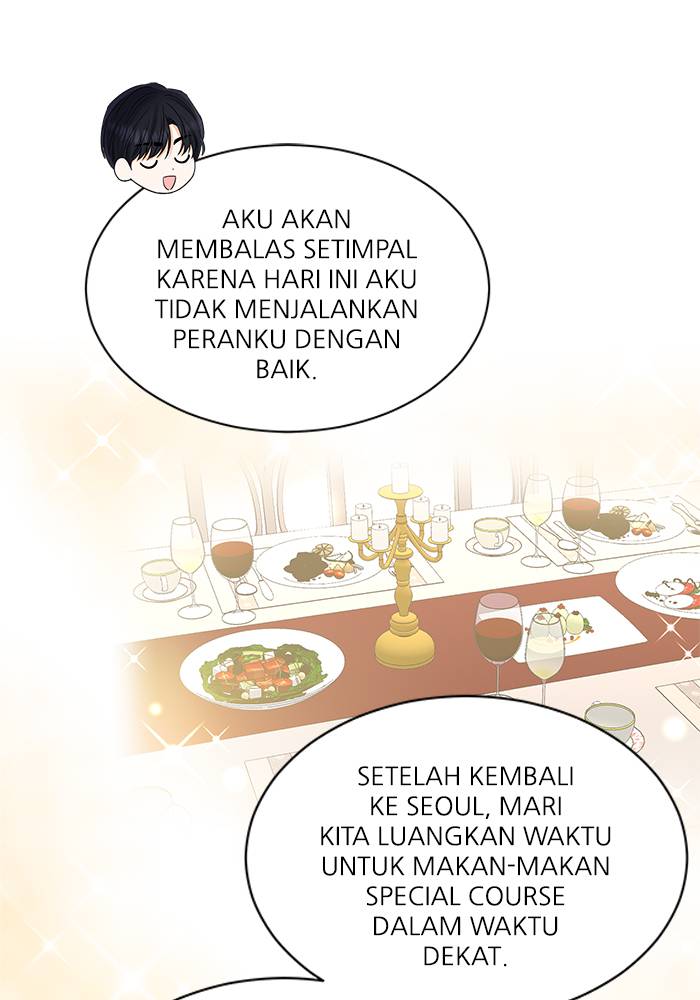 AKU AKAN
MEMBALAS SETIMPAL
KARENA HARI INI AKU
TIDAK MENJALANKAN
PERANKU DENGAN
BAIK.
SETELAH KEMBALI
KE SEOUL, MARI
KITA LUANGKAN WAKTU
UNTUK MAKAN-MAKAN
SPECIAL COURSE
DALAM WAKTU
DEKAT.